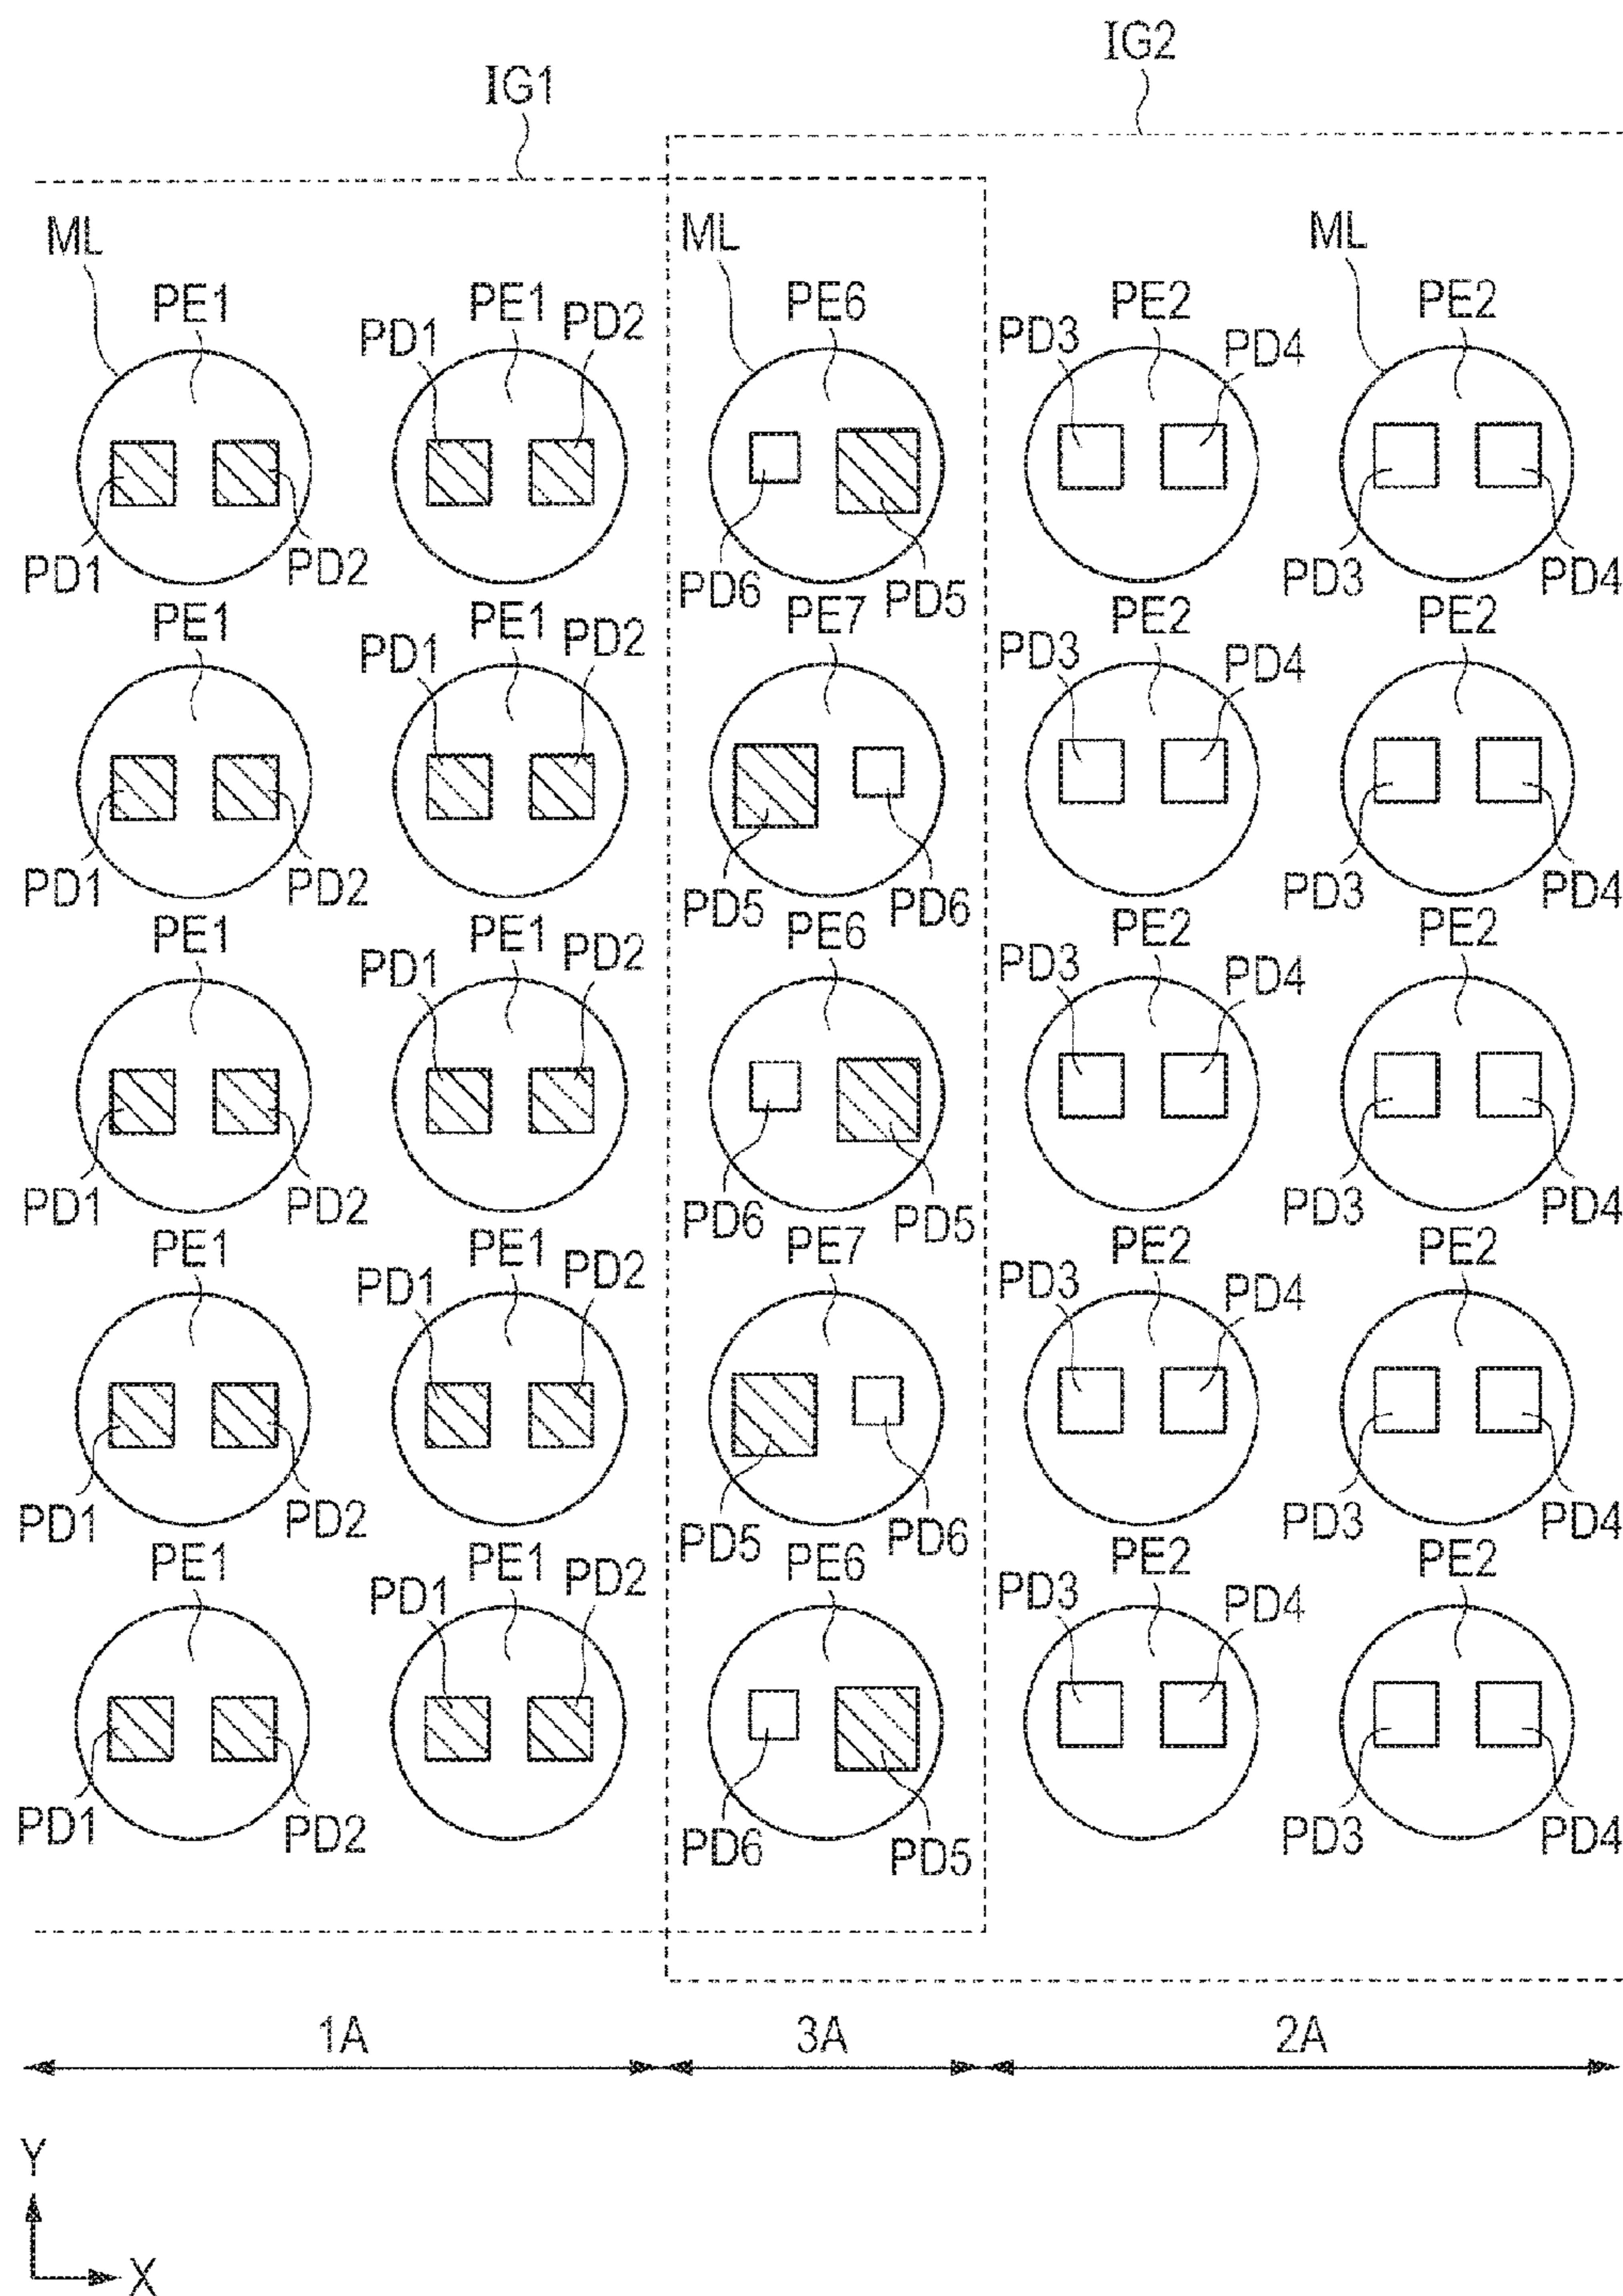 IG2
IG1
ML ML ML
PE1 PE1 PE6 PE2 PE2
PD1 PD2 PD3 PD4
PD1 PD2 PD6 PD5 PD3 PD4
PE1 PE1 PE7 PE2 PE2
PD1 PD2 PD3 PD4
PD1 PD2 PD5 PD6 PD3 PD4
PE1 PE1 PE6 PE2 PE2
PD1 PD2 PD3 PD4
PD1 PD2 PD6 PD5 PD3 PD4
PE1 PE1 PE7 PE2 PE2
PD1 PD2 PD3 PD4
PD1 PD2 PD5 PD6 PD3 PD4
PE1 PE1 PE6 PE2 PE2
PD1 PD2 PD3 PD4
PD1 PD2 PD6 PD5 PD3 PD4
1A 3A 2A
Y
X